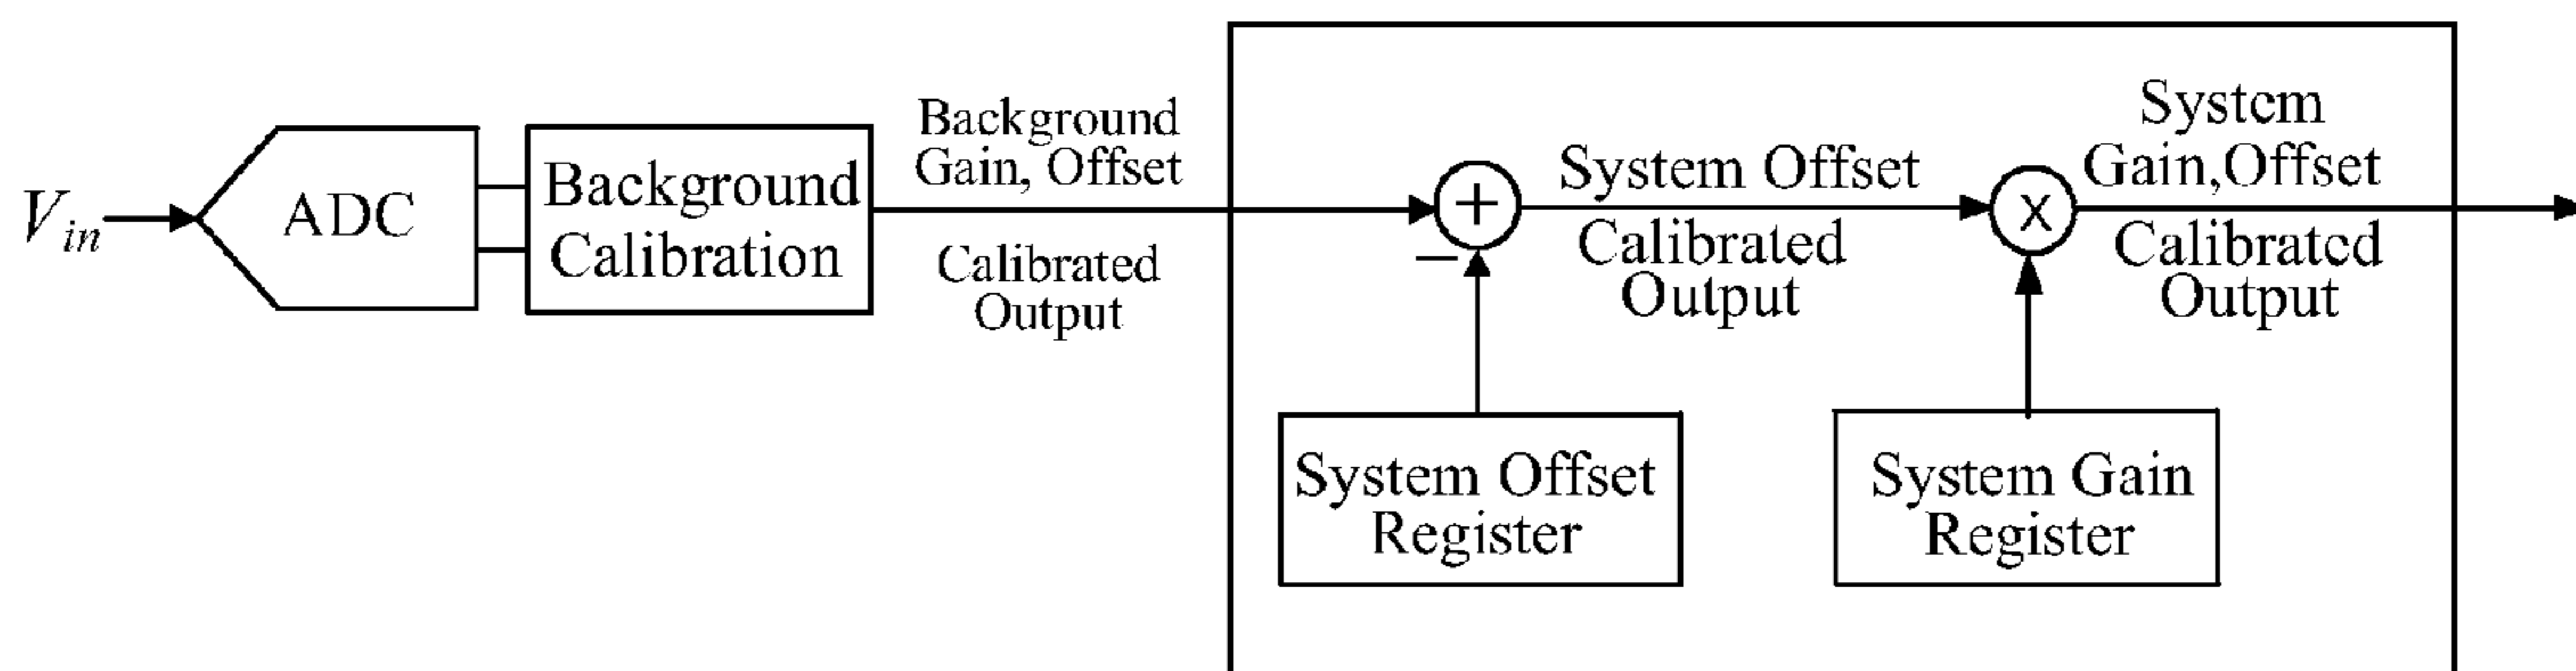 V_in
ADC
Background
Calibration
Background
Gain, Offset
Calibrated
Output
+
−
System Offset
Calibrated
Output
x
System
Gain,Offset
Calibrated
Output
System Offset
Register
System Gain
Register